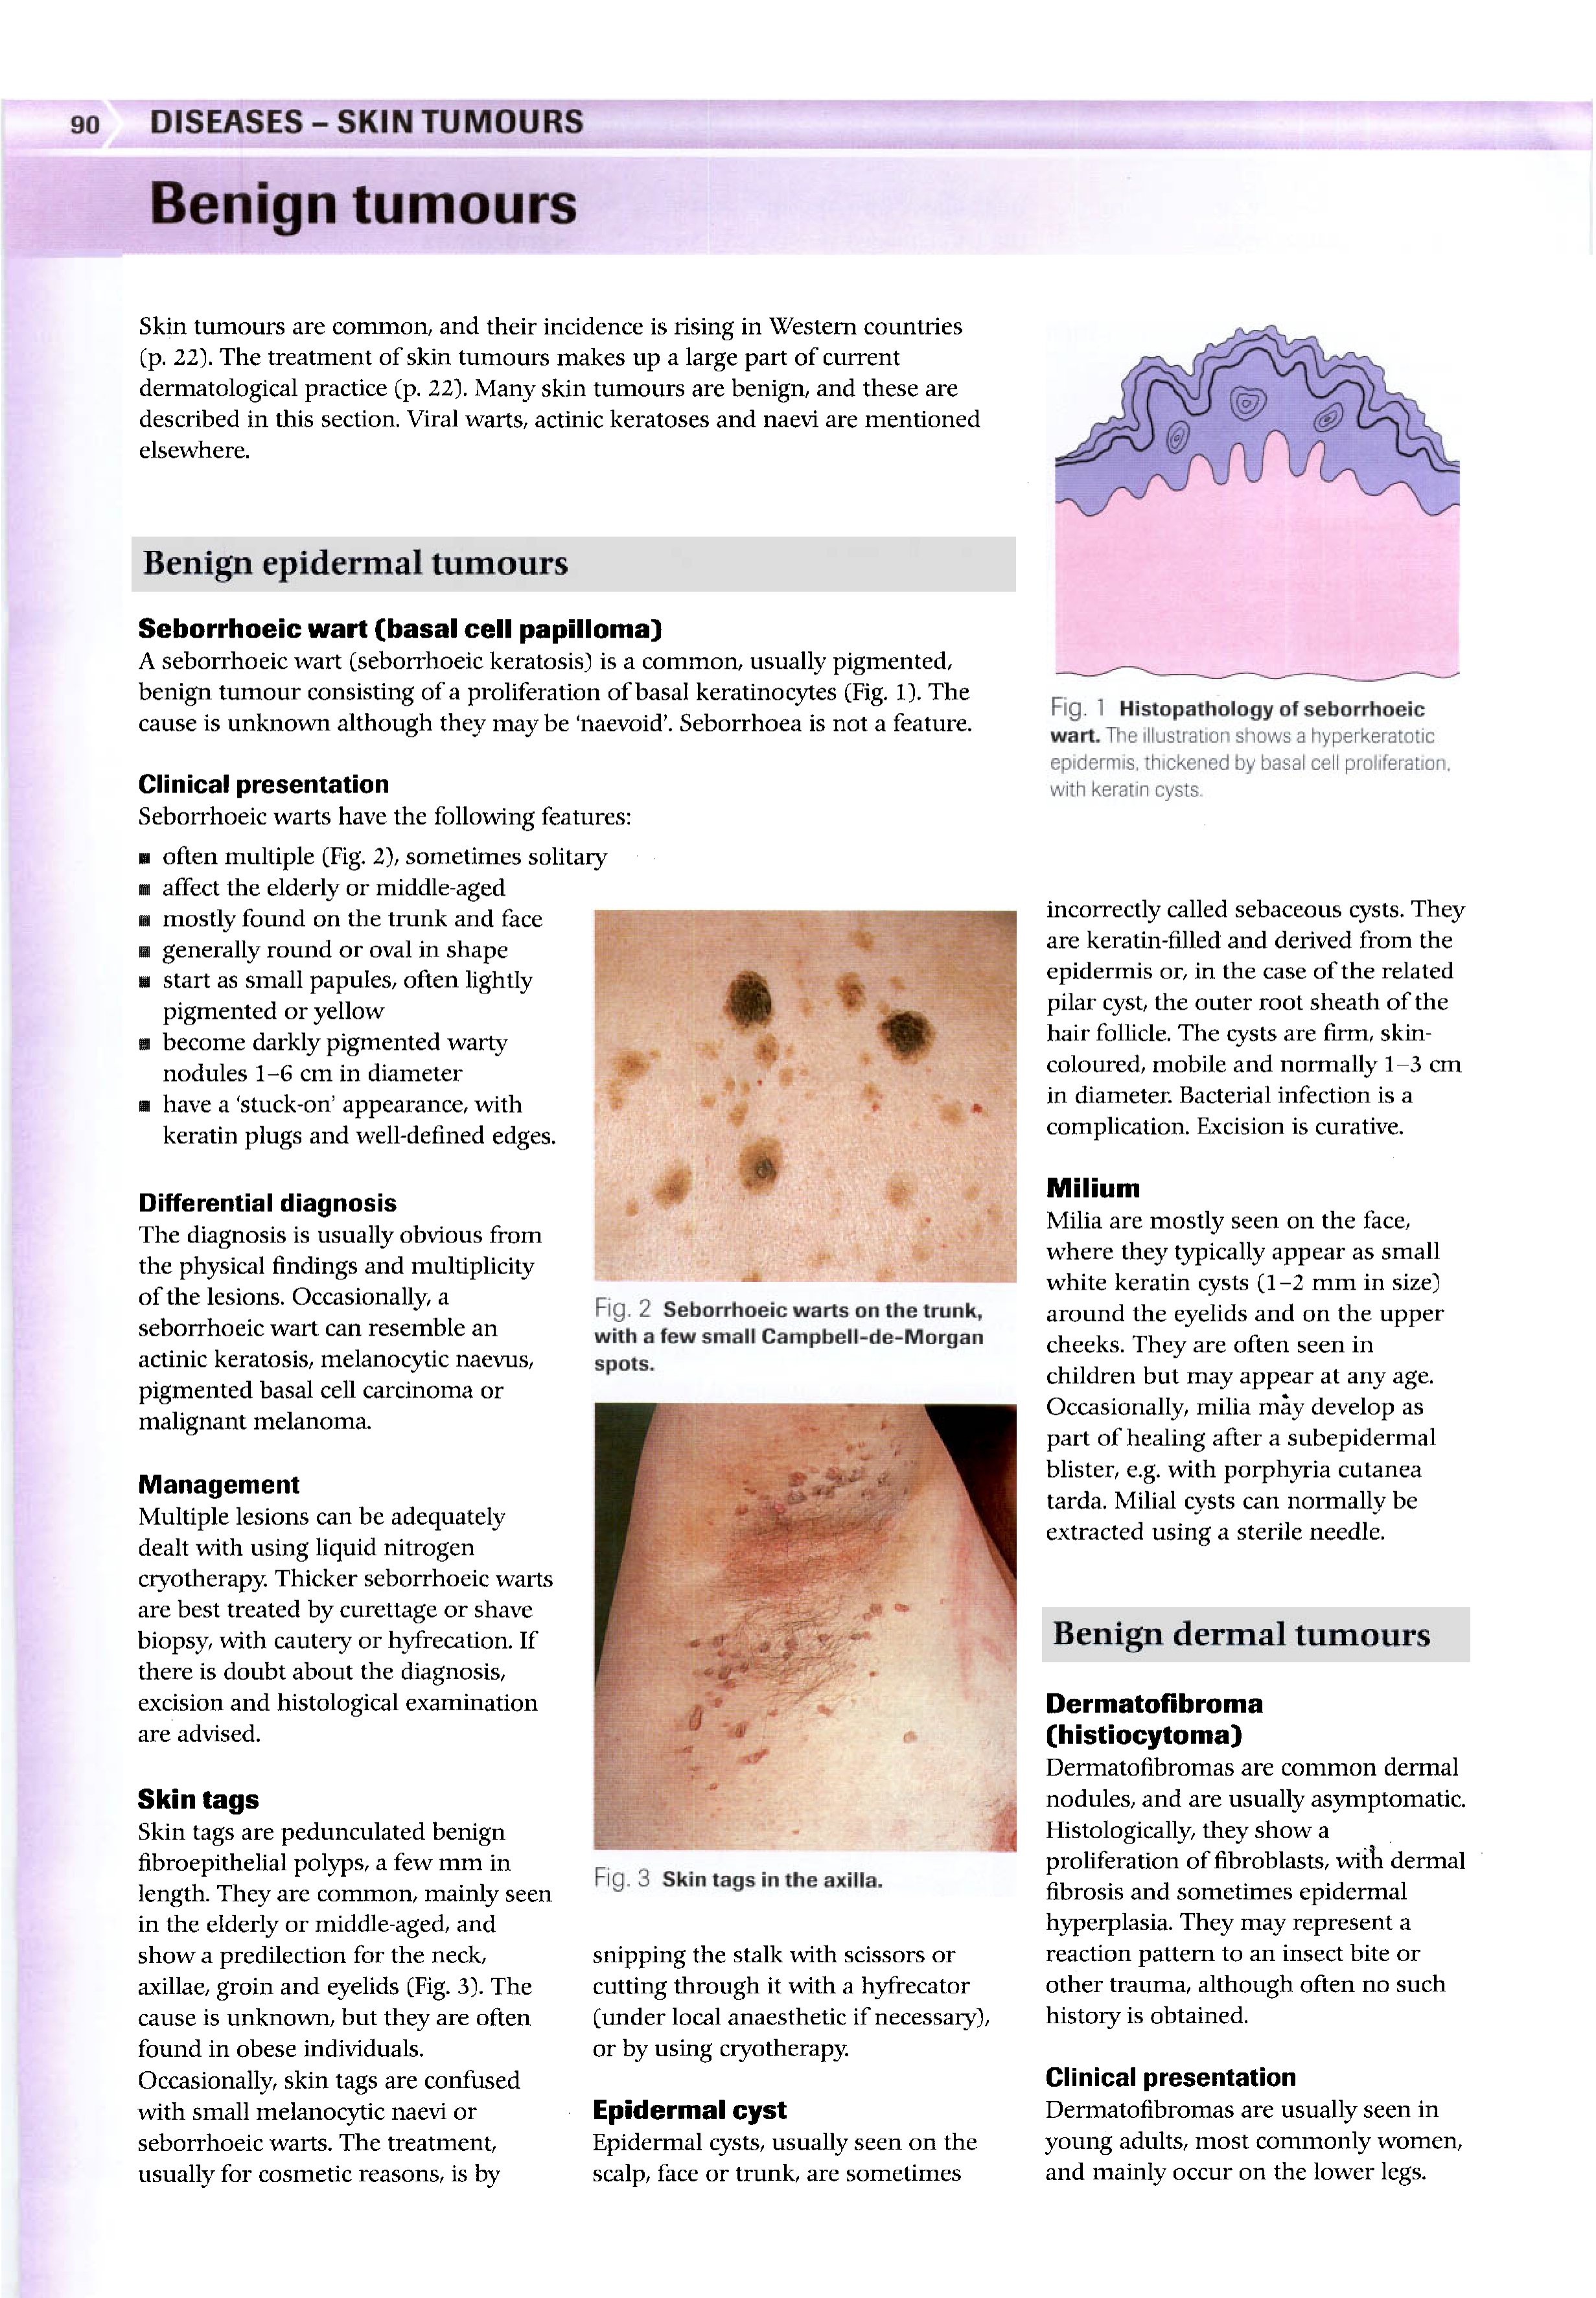 90 DISEASES – SKIN TUMOURS
Benign tumours
Skin tumours are common, and their incidence is rising in Western countries
(p. 22). The treatment of skin tumours makes up a large part of current
dermatological practice (p. 22). Many skin tumours are benign, and these are
described in this section. Viral warts, actinic keratoses and naevi are mentioned
elsewhere.
Benign epidermal tumours
Seborrhoeic wart (basal cell papilloma)
A seborrhoeic wart (seborrhoeic keratosis) is a common, usually pigmented,
benign tumour consisting of a proliferation of basal keratinocytes (Fig. 1). The
cause is unknown although they may be ‘naevoid’. Seborrhoea is not a feature.
Clinical presentation
Seborrhoeic warts have the following features:
■ often multiple (Fig. 2), sometimes solitary
■ affect the elderly or middle-aged
■ mostly found on the trunk and face
■ generally round or oval in shape
■ start as small papules, often lightly
pigmented or yellow
■ become darkly pigmented warty
nodules 1–6 cm in diameter
■ have a ‘stuck-on’ appearance, with
keratin plugs and well-defined edges.
Differential diagnosis
The diagnosis is usually obvious from
the physical findings and multiplicity
of the lesions. Occasionally, a
seborrhoeic wart can resemble an
actinic keratosis, melanocytic naevus,
pigmented basal cell carcinoma or
malignant melanoma.
Management
Multiple lesions can be adequately
dealt with using liquid nitrogen
cryotherapy. Thicker seborrhoeic warts
are best treated by curettage or shave
biopsy, with cautery or hyfrecation. If
there is doubt about the diagnosis,
excision and histological examination
are advised.
Skin tags
Skin tags are pedunculated benign
fibroepithelial polyps, a few mm in
length. They are common, mainly seen
in the elderly or middle-aged, and
show a predilection for the neck,
axillae, groin and eyelids (Fig. 3). The
cause is unknown, but they are often
found in obese individuals.
Occasionally, skin tags are confused
with small melanocytic naevi or
seborrhoeic warts. The treatment,
usually for cosmetic reasons, is by
Fig. 2 Seborrhoeic warts on the trunk,
with a few small Campbell-de-Morgan
spots.
Fig. 3 Skin tags in the axilla.
snipping the stalk with scissors or
cutting through it with a hyfrecator
(under local anaesthetic if necessary),
or by using cryotherapy.
Epidermal cyst
Epidermal cysts, usually seen on the
scalp, face or trunk, are sometimes
Fig. 1 Histopathology of seborrhoeic
wart. The illustration shows a hyperkeratotic
epidermis, thickened by basal cell proliferation,
with keratin cysts.
incorrectly called sebaceous cysts. They
are keratin-filled and derived from the
epidermis or, in the case of the related
pilar cyst, the outer root sheath of the
hair follicle. The cysts are firm, skin-
coloured, mobile and normally 1–3 cm
in diameter. Bacterial infection is a
complication. Excision is curative.
Milium
Milia are mostly seen on the face,
where they typically appear as small
white keratin cysts (1–2 mm in size)
around the eyelids and on the upper
cheeks. They are often seen in
children but may appear at any age.
Occasionally, milia may develop as
part of healing after a subepidermal
blister, e.g. with porphyria cutanea
tarda. Milial cysts can normally be
extracted using a sterile needle.
Benign dermal tumours
Dermatofibroma
(histiocytoma)
Dermatofibromas are common dermal
nodules, and are usually asymptomatic.
Histologically, they show a
proliferation of fibroblasts, with dermal
fibrosis and sometimes epidermal
hyperplasia. They may represent a
reaction pattern to an insect bite or
other trauma, although often no such
history is obtained.
Clinical presentation
Dermatofibromas are usually seen in
young adults, most commonly women,
and mainly occur on the lower legs.